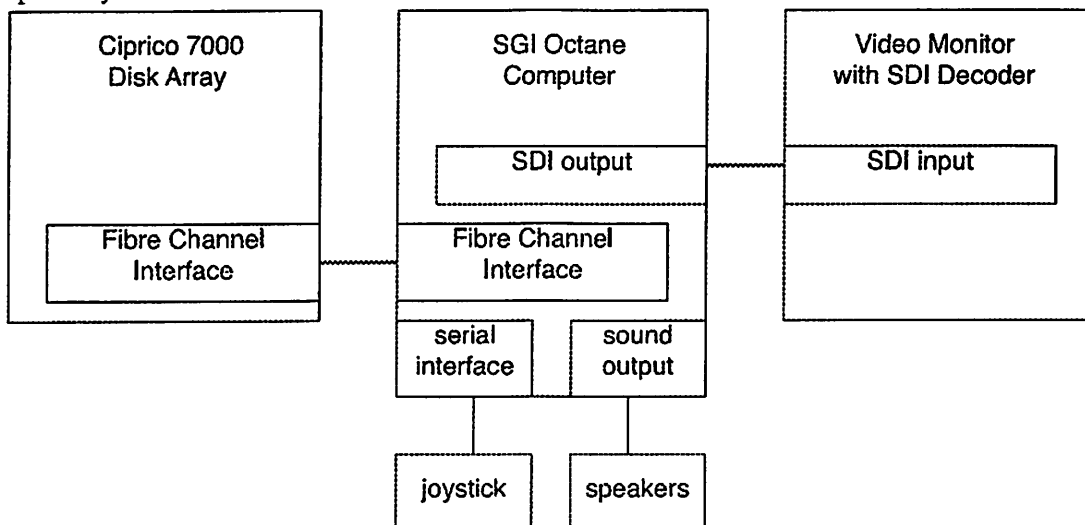 Ciprico 7000
Disk Array
SGI Octane
Computer
Video Monitor
with SDI Decoder
SDI output
SDI input
Fibre Channel
Interface
Fibre Channel
Interface
serial
interface
sound
output
joystick
speakers